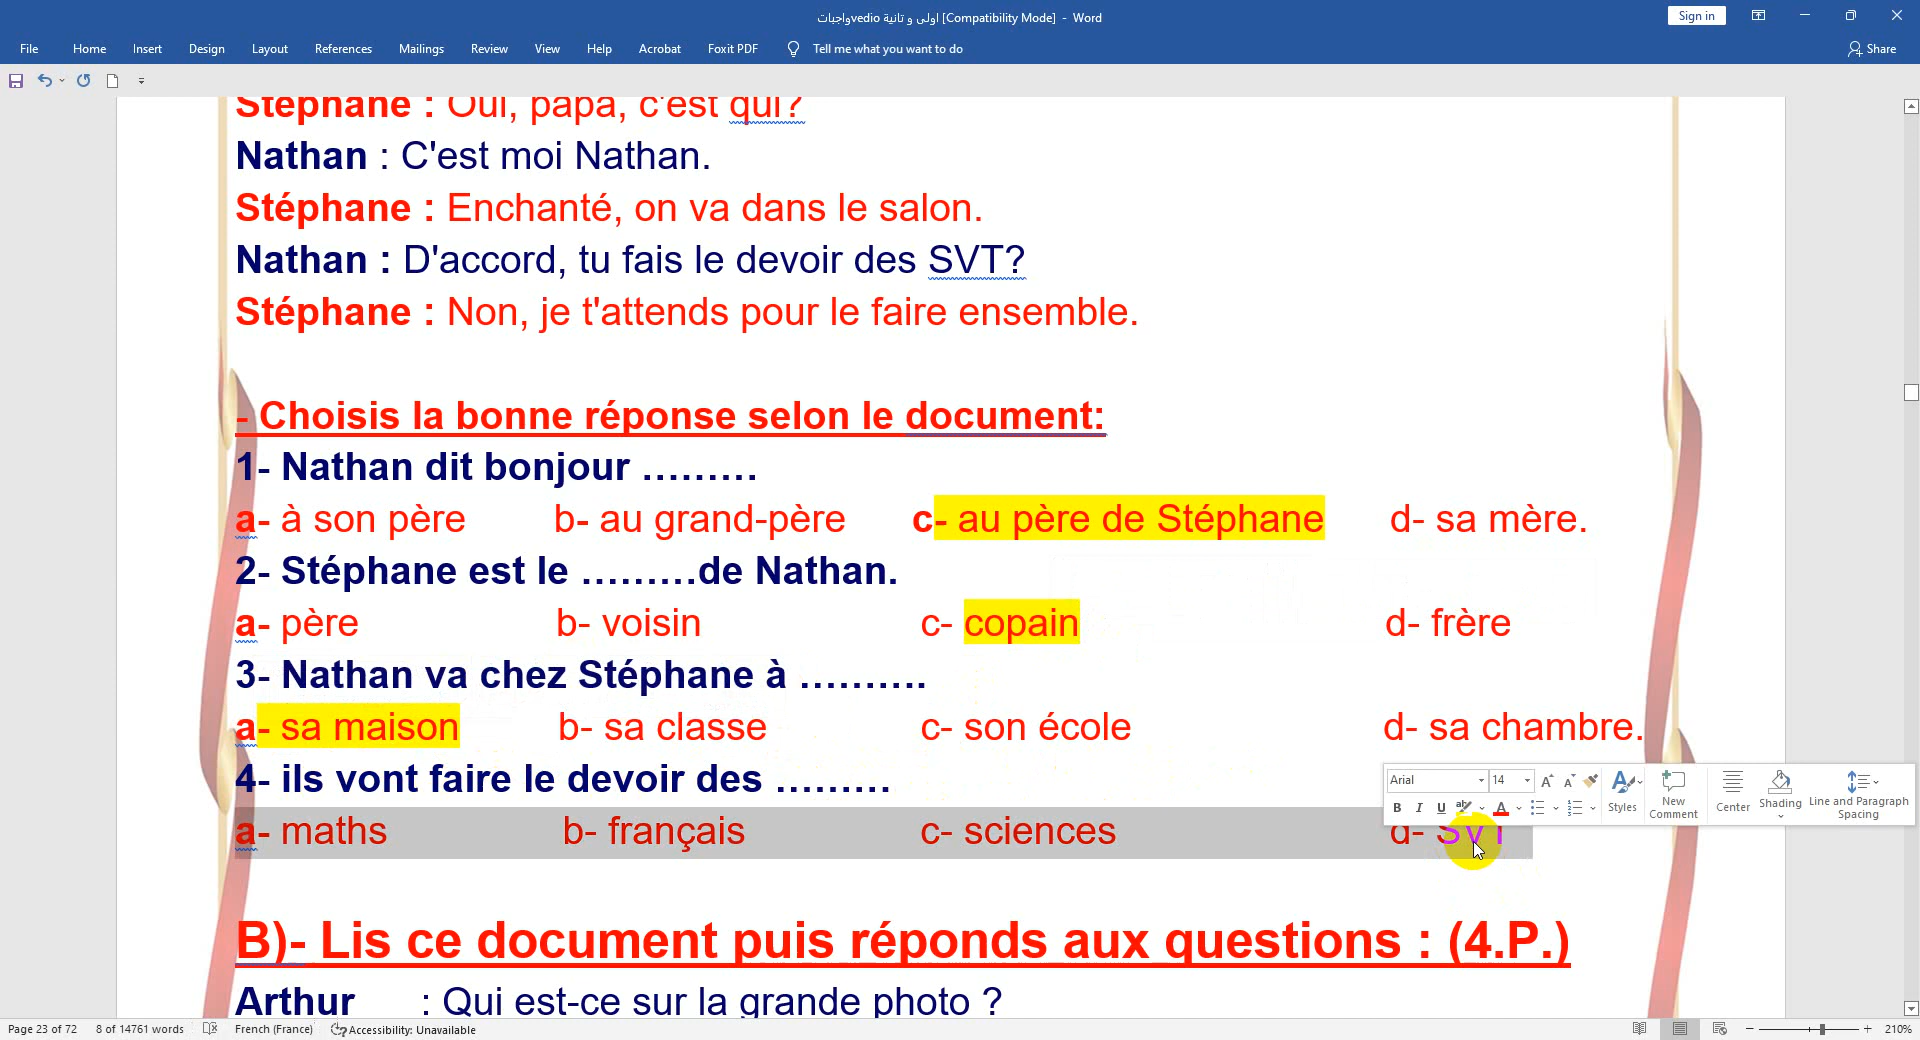 واجباتvedio اولى و تانية [Compatibility Mode] - Word
Sign in
File Home Insert Design Layout References Mailings Review View Help Acrobat Foxit PDF Tell me what you want to do Share
Stéphane : Oui, papa, c'est qui?
Nathan : C'est moi Nathan.
Stéphane : Enchanté, on va dans le salon.
Nathan : D'accord, tu fais le devoir des SVT?
Stéphane : Non, je t'attends pour le faire ensemble.
- Choisis la bonne réponse selon le document:
1- Nathan dit bonjour ………
a- à son père b- au grand-père c- au père de Stéphane d- sa mère.
2- Stéphane est le ………de Nathan.
a- père b- voisin c- copain d- frère
3- Nathan va chez Stéphane à ……….
a- sa maison b- sa classe c- son école d- sa chambre.
4- ils vont faire le devoir des ………
a- maths b- français c- sciences d- SVT
Arial 14
B I U A Styles New Comment Center Shading Line and Paragraph Spacing
B)- Lis ce document puis réponds aux questions : (4.P.)
Arthur : Qui est-ce sur la grande photo ?
Page 23 of 72 8 of 14761 words French (France) Accessibility: Unavailable 210%